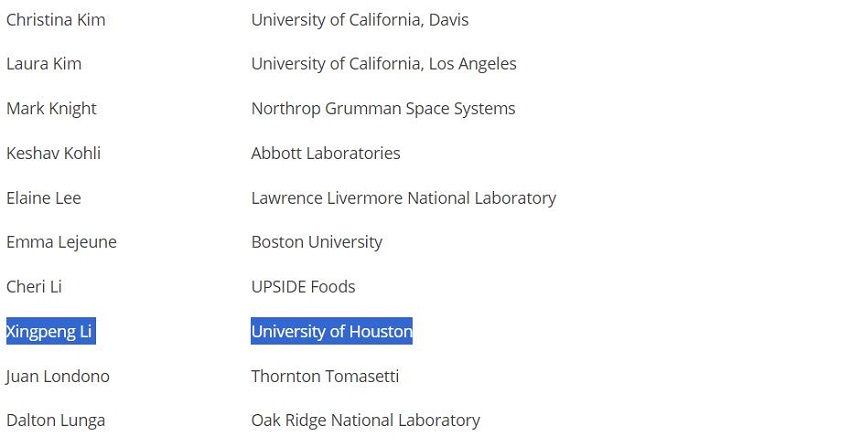 Christina Kim University of California, Davis
Laura Kim University of California, Los Angeles
Mark Knight Northrop Grumman Space Systems
Keshav Kohli Abbott Laboratories
Elaine Lee Lawrence Livermore National Laboratory
Emma Lejeune Boston University
Cheri Li UPSIDE Foods
Xingpeng Li University of Houston
Juan Londono Thornton Tomasetti
Dalton Lunga Oak Ridge National Laboratory